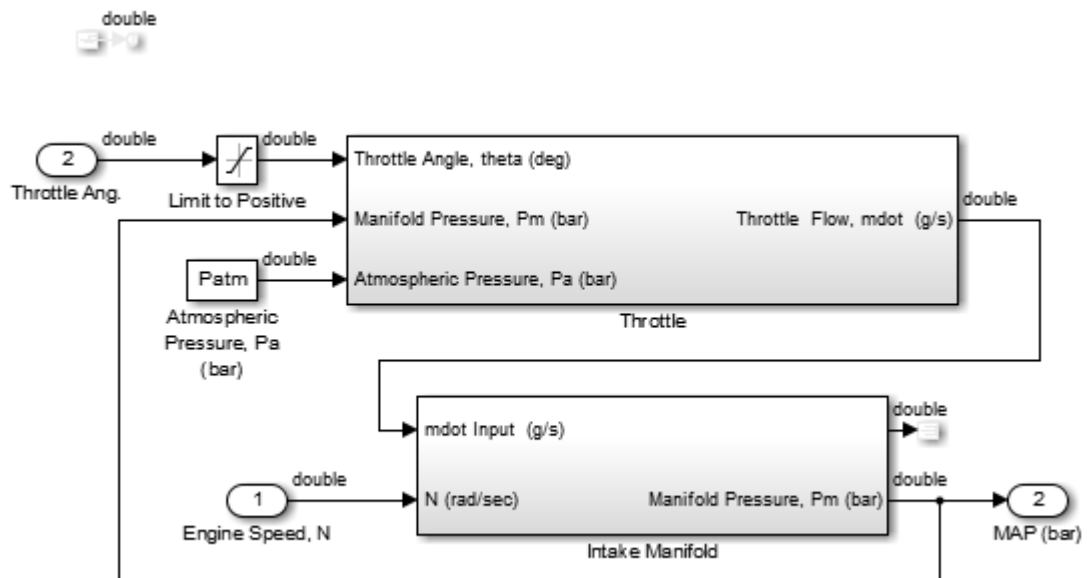 double
double
double
2
Throttle Ang.
Limit to Positive
Throttle Angle, theta (deg)
Manifold Pressure, Pm (bar)
Throttle Flow, mdot (g/s)
double
double
Patm
Atmospheric Pressure, Pa (bar)
Atmospheric
Pressure, Pa
(bar)
Throttle
mdot Input (g/s)
double
double
1
Engine Speed, N
N (rad/sec)
Manifold Pressure, Pm (bar)
double
2
MAP (bar)
Intake Manifold